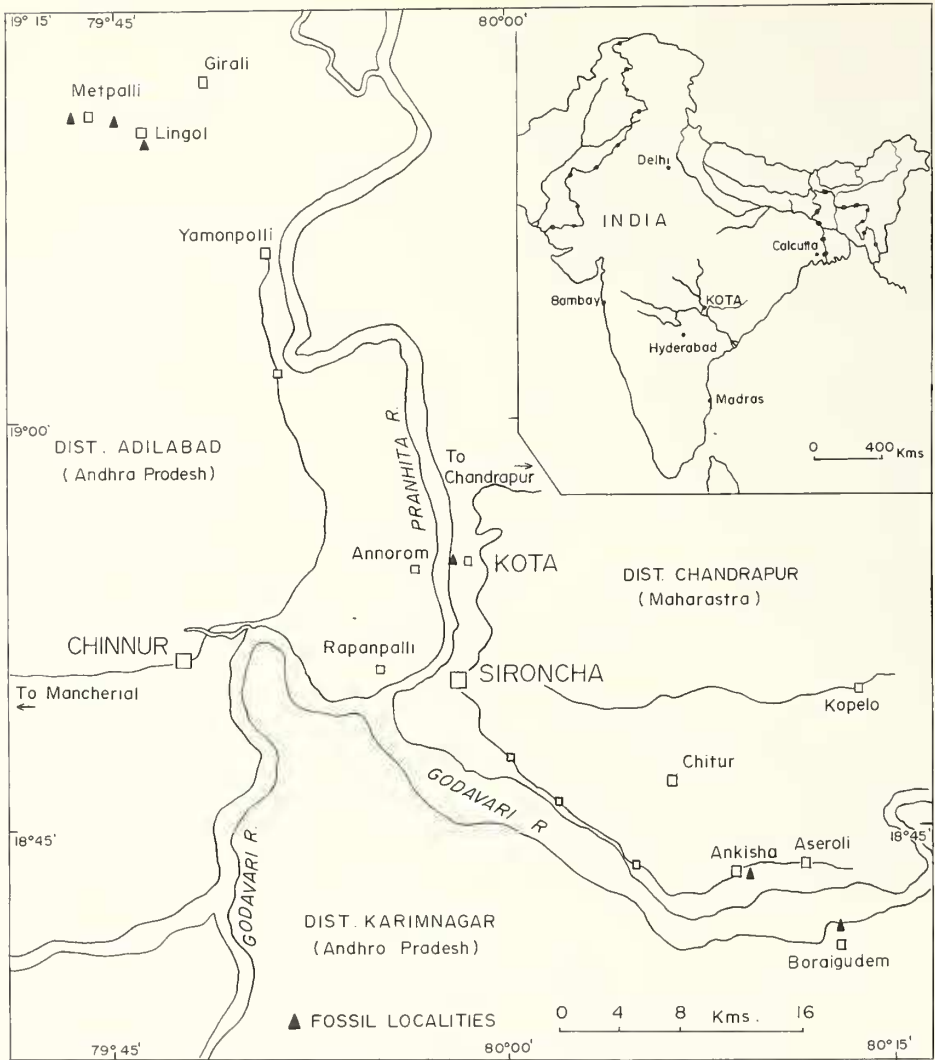 19° 15' 79°45'
80°00'
Girali
Metpalli
Lingol
Yamonpolli
Delhi
INDIA
Calcutta
Bombay
KOTA
Hyderabad
Madras
0 400 Kms
19°00'
DIST. ADILABAD
(Andhra Pradesh)
PRANHITA R.
To
Chandrapur
Annorom
KOTA
DIST. CHANDRAPUR
(Maharastra)
CHINNUR
Rapanpalli
SIRONCHA
To Mancherial
Kopelo
Chitur
GODAVARI R
18°45'
18°45'
Ankisha
Aseroli
GODAVARI R.
DIST. KARIMNAGAR
(Andhro Pradesh)
Boraigudem
FOSSIL LOCALITIES
0 4 8 Kms. 16
79°45'
80°00'
80°15'